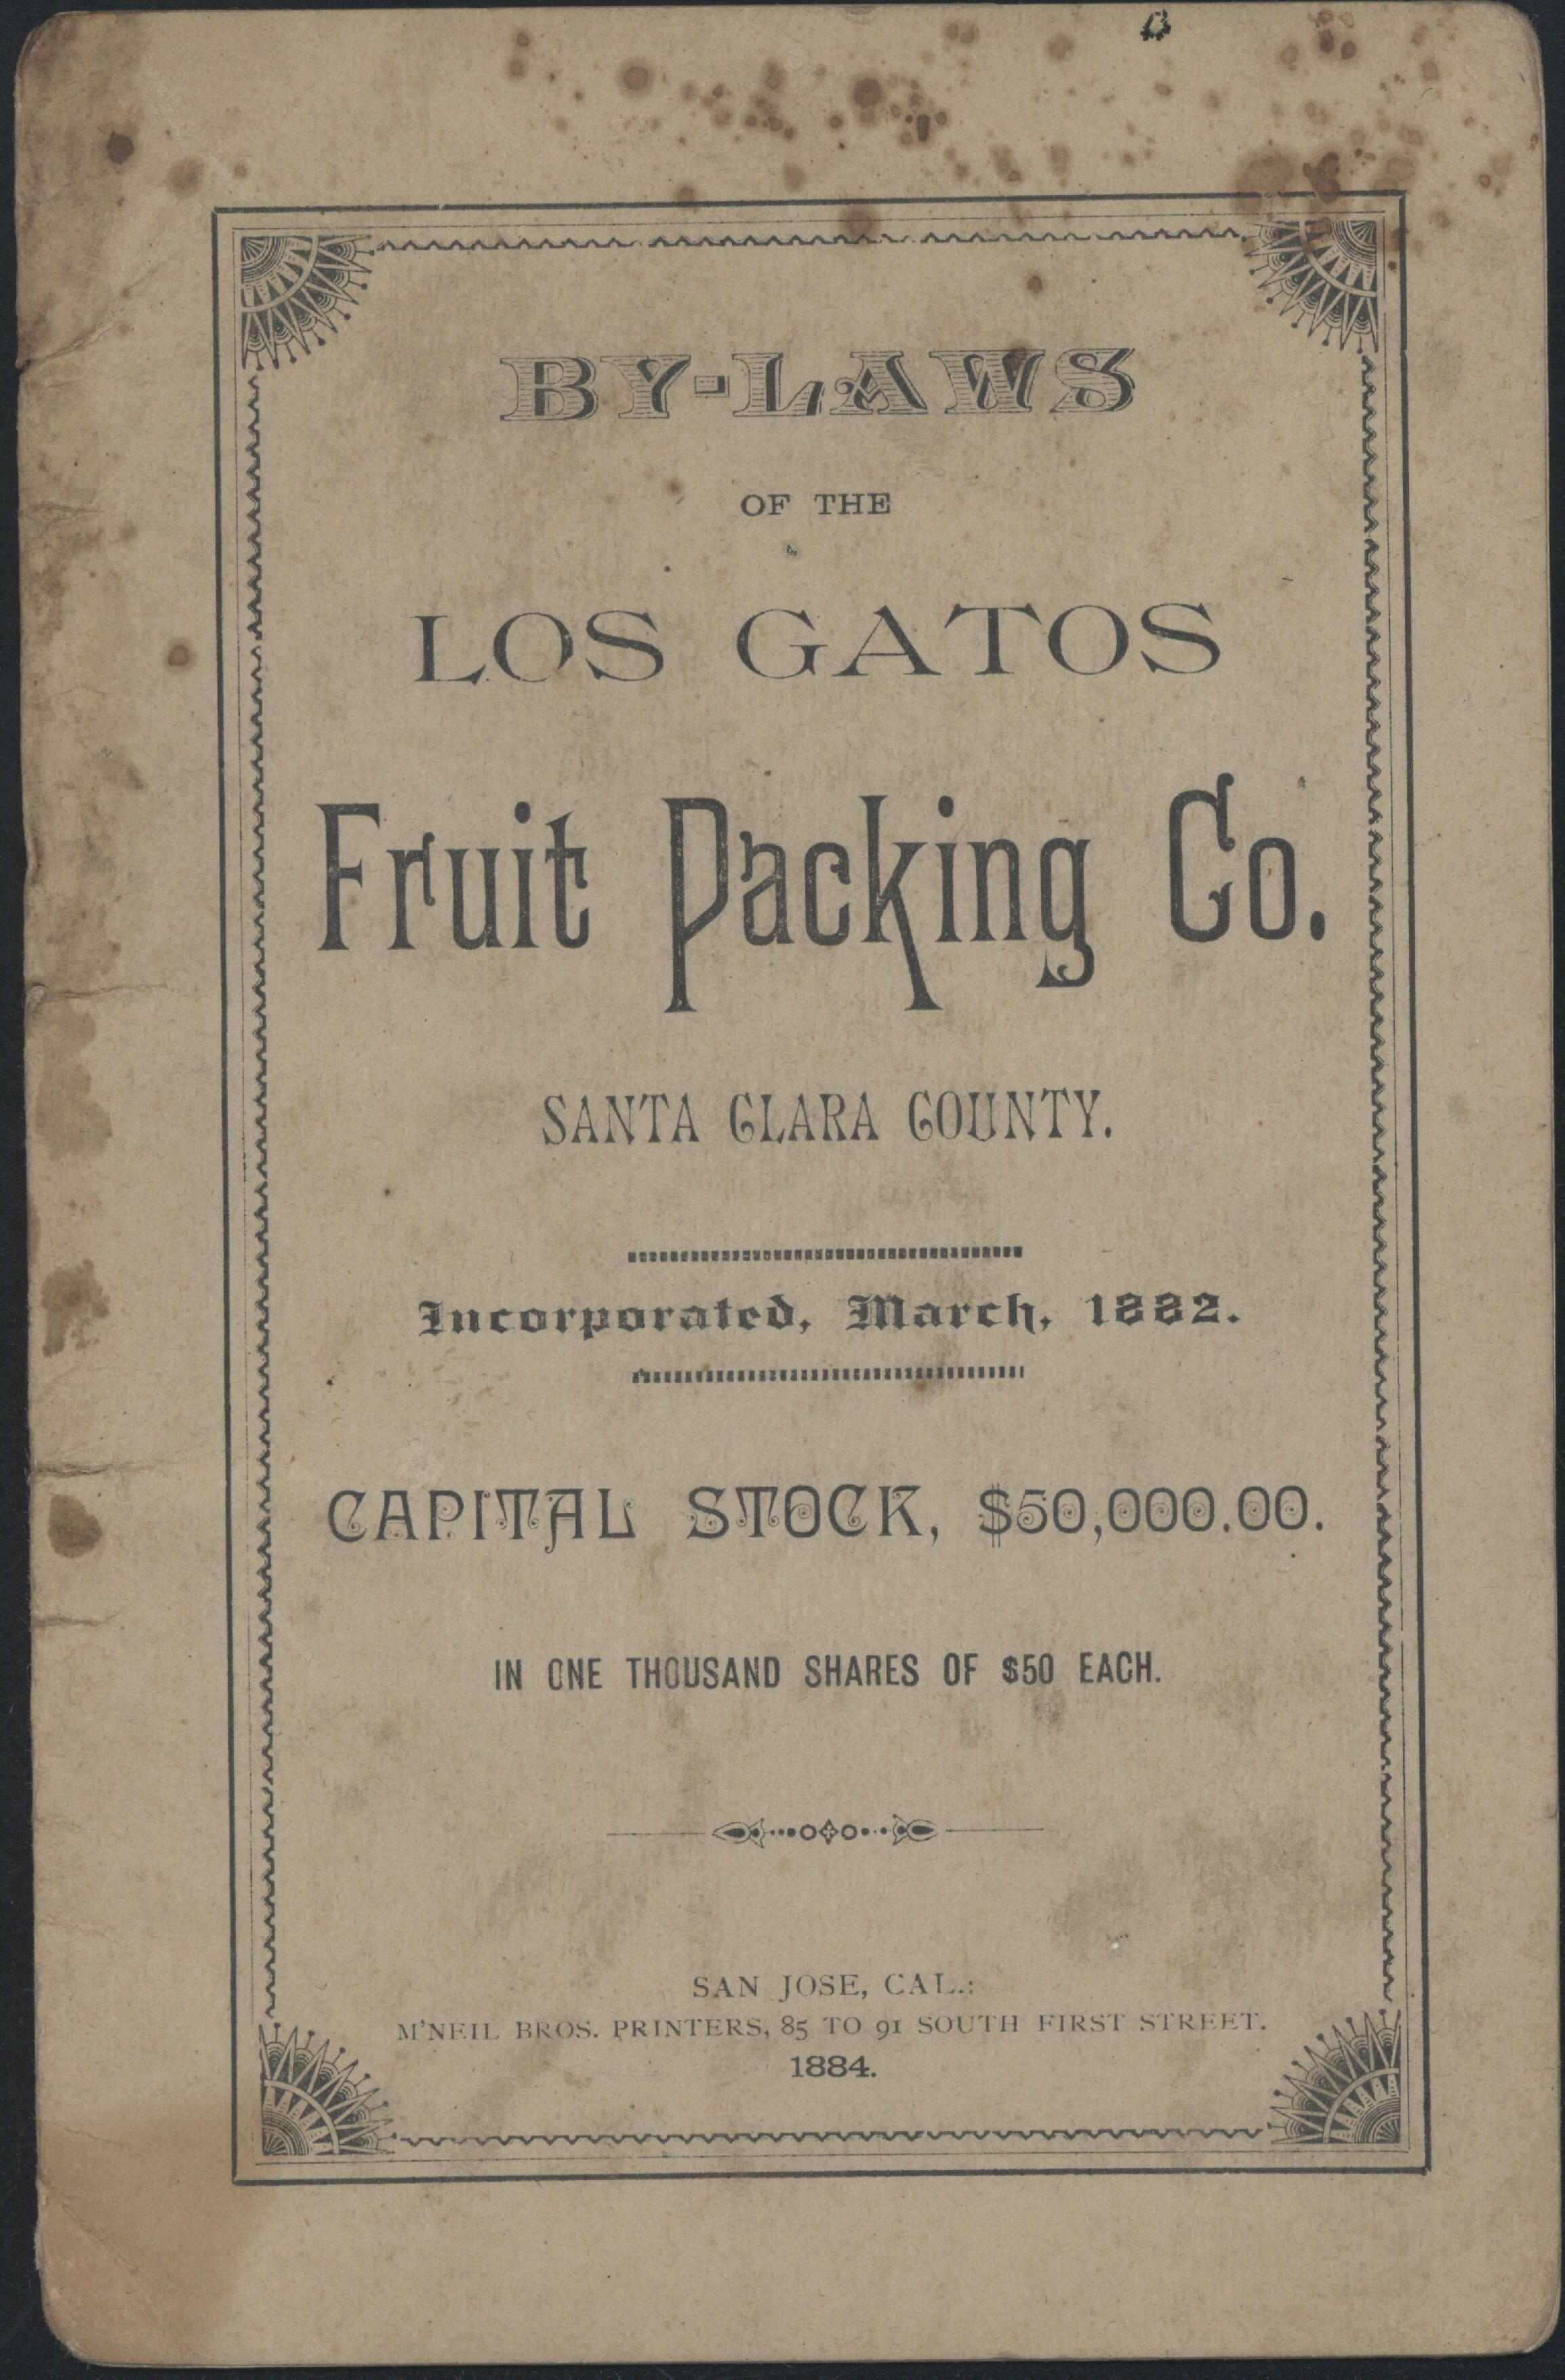 BY-LAWS
OF THE
LOS GATOS
Fruit Packing Co.
SANTA CLARA COUNTY.
Incorporated, March, 1882.
CAPITAL STOCK, $50,000.00.
IN ONE THOUSAND SHARES OF $50 EACH.
SAN JOSE, CAL.:
M'NEIL BROS. PRINTERS, 85 TO 91 SOUTH FIRST STREET.
1884.